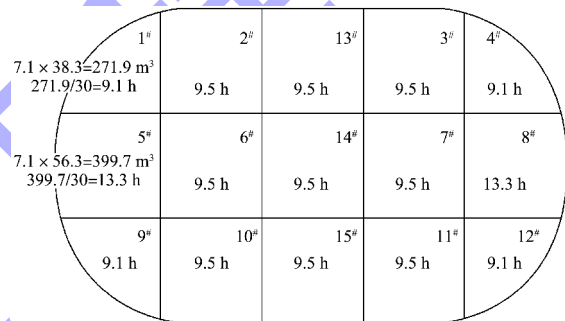 1# 2# 13# 3# 4#
7.1 × 38.3=271.9 m³
271.9/30=9.1 h 9.5 h 9.5 h 9.5 h 9.1 h
5# 6# 14# 7# 8#
7.1 × 56.3=399.7 m³
399.7/30=13.3 h 9.5 h 9.5 h 9.5 h 13.3 h
9# 10# 15# 11# 12#
9.1 h 9.5 h 9.5 h 9.5 h 9.1 h